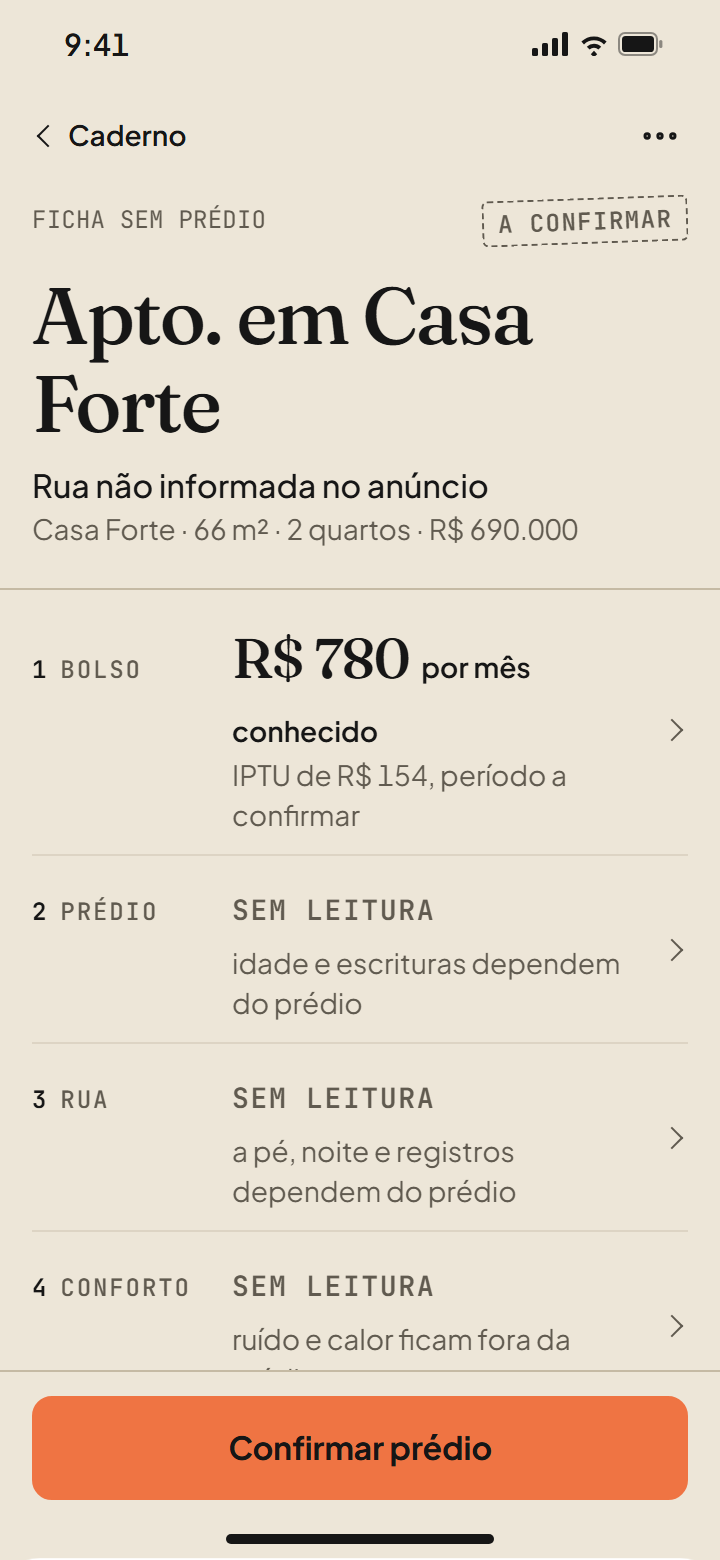 9:41
Caderno
FICHA SEM PRÉDIO
A CONFIRMAR
Apto. em Casa
Forte
Rua não informada no anúncio
Casa Forte · 66 m² · 2 quartos · R$ 690.000
1 BOLSO
R$ 780 por mês
conhecido
IPTU de R$ 154, período a
confirmar
2 PRÉDIO
SEM LEITURA
idade e escrituras dependem
do prédio
3 RUA
SEM LEITURA
a pé, noite e registros
dependem do prédio
4 CONFORTO
SEM LEITURA
ruído e calor ficam fora da
Confirmar prédio